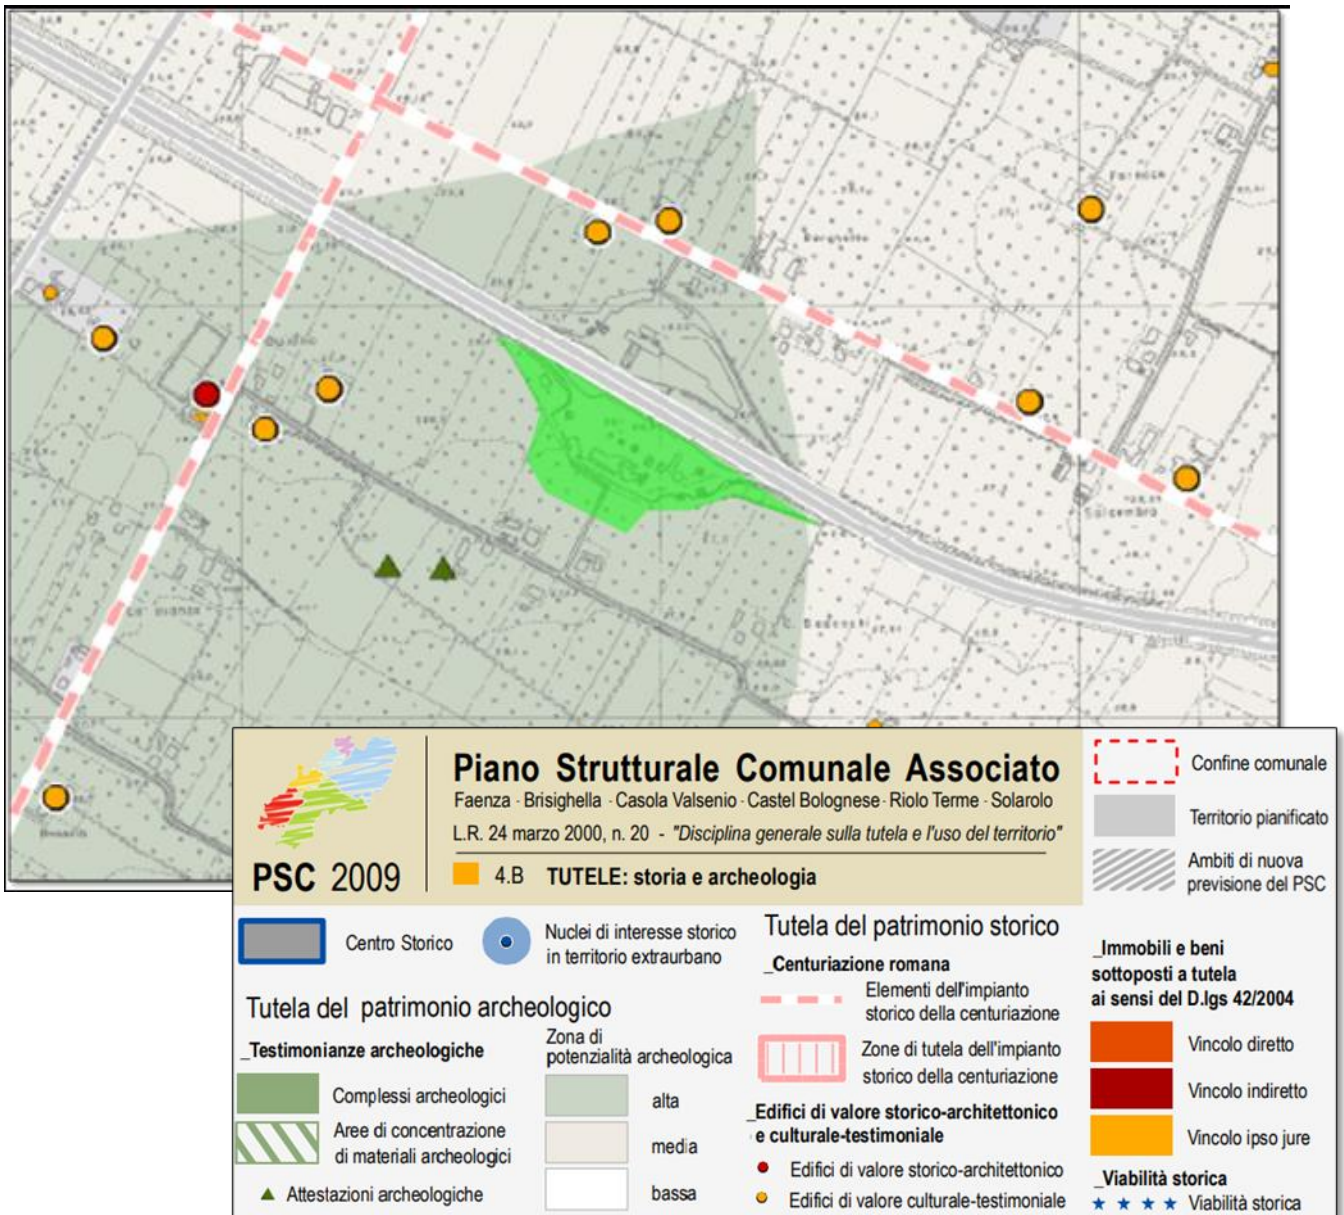 Fornace
Borghetto
PSC 2009
Piano Strutturale Comunale Associato
Faenza - Brisighella - Casola Valsenio - Castel Bolognese - Riolo Terme - Solarolo
L.R. 24 marzo 2000, n. 20 - "Disciplina generale sulla tutela e l'uso del territorio"
4.B TUTELE: storia e archeologia
Confine comunale
Territorio pianificato
Ambiti di nuova
previsione del PSC
Centro Storico
Nuclei di interesse storico
in territorio extraurbano
Tutela del patrimonio archeologico
_Testimonianze archeologiche
Complessi archeologici
Aree di concentrazione
di materiali archeologici
Attestazioni archeologiche
Zona di
potenzialità archeologica
alta
media
bassa
Tutela del patrimonio storico
_Centuriazione romana
Elementi dell'impianto
storico della centuriazione
Zone di tutela dell'impianto
storico della centuriazione
_Edifici di valore storico-architettonico
e culturale-testimoniale
Edifici di valore storico-architettonico
Edifici di valore culturale-testimoniale
_Immobili e beni
sottoposti a tutela
ai sensi del D.lgs 42/2004
Vincolo diretto
Vincolo indiretto
Vincolo ipso jure
_Viabilità storica
Viabilità storica